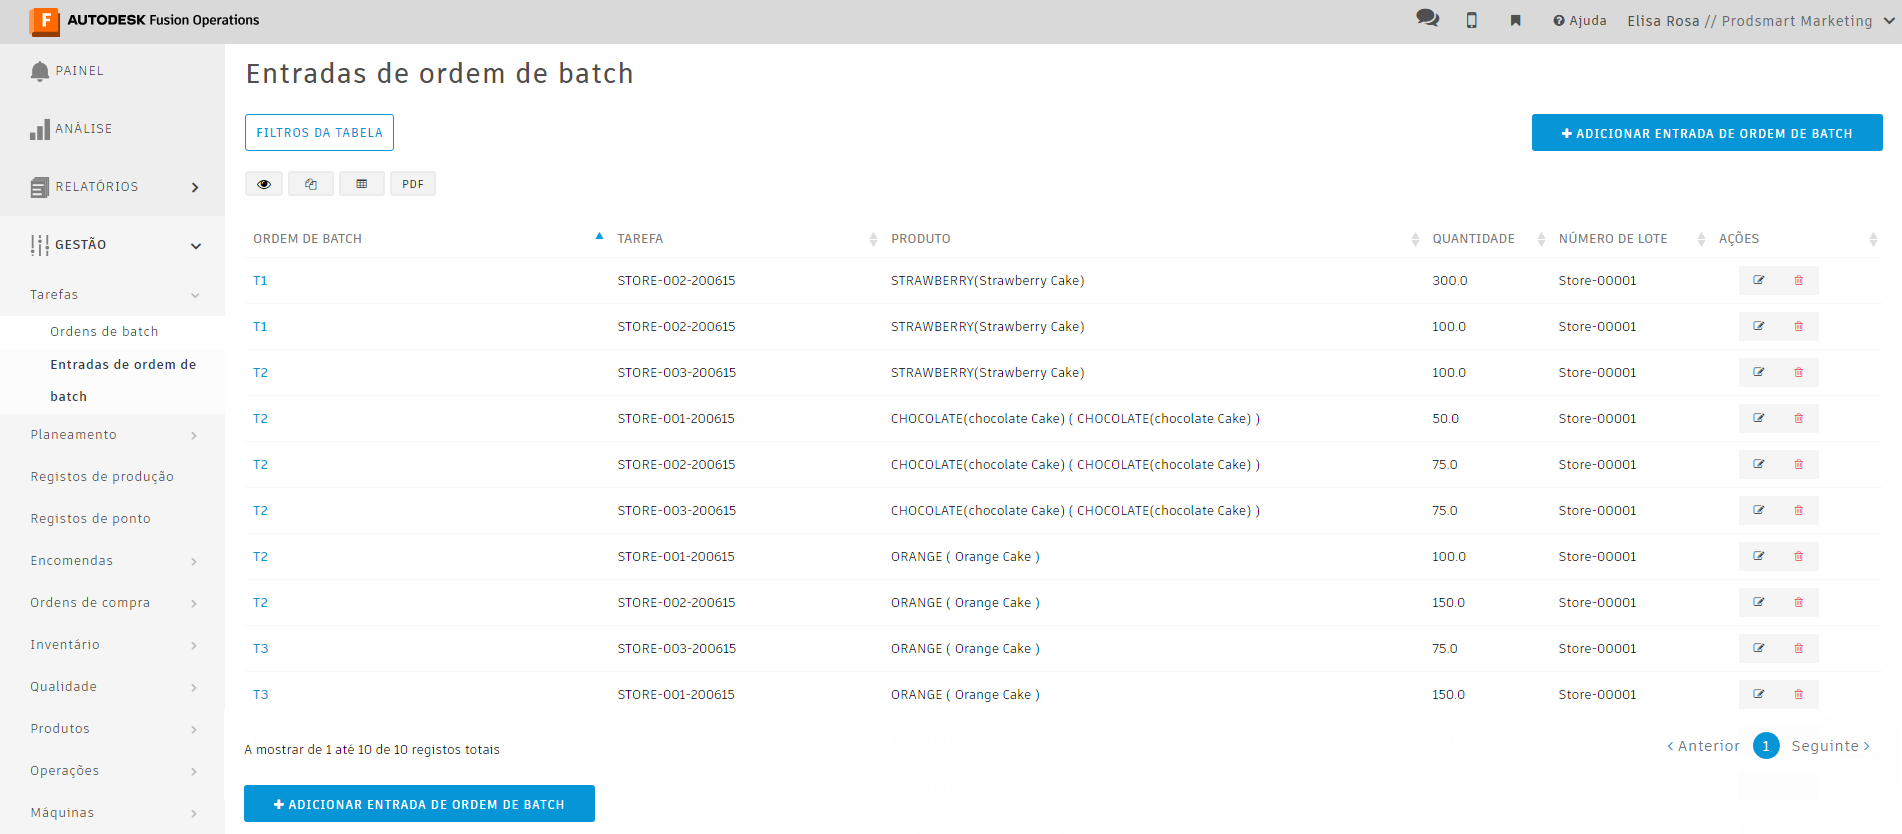 AUTODESK Fusion Operations
Ajuda
Elisa Rosa // Prodsmart Marketing
PAINEL
ANÁLISE
RELATÓRIOS
GESTÃO
Tarefas
Ordens de batch
Entradas de ordem de
batch
Planeamento
Registos de produção
Registos de ponto
Encomendas
Ordens de compra
Inventário
Qualidade
Produtos
Operações
Máquinas
Entradas de ordem de batch
FILTROS DA TABELA
ADICIONAR ENTRADA DE ORDEM DE BATCH
PDF
ORDEM DE BATCH TAREFA PRODUTO QUANTIDADE NÚMERO DE LOTE AÇÕES
T1 STORE-002-200615 STRAWBERRY(Strawberry Cake) 300.0 Store-00001
T1 STORE-002-200615 STRAWBERRY(Strawberry Cake) 100.0 Store-00001
T2 STORE-003-200615 STRAWBERRY(Strawberry Cake) 100.0 Store-00001
T2 STORE-001-200615 CHOCOLATE(chocolate Cake) ( CHOCOLATE(chocolate Cake) ) 50.0 Store-00001
T2 STORE-002-200615 CHOCOLATE(chocolate Cake) ( CHOCOLATE(chocolate Cake) ) 75.0 Store-00001
T2 STORE-003-200615 CHOCOLATE(chocolate Cake) ( CHOCOLATE(chocolate Cake) ) 75.0 Store-00001
T2 STORE-001-200615 ORANGE ( Orange Cake ) 100.0 Store-00001
T2 STORE-002-200615 ORANGE ( Orange Cake ) 150.0 Store-00001
T3 STORE-003-200615 ORANGE ( Orange Cake ) 75.0 Store-00001
T3 STORE-001-200615 ORANGE ( Orange Cake ) 150.0 Store-00001
A mostrar de 1 até 10 de 10 registos totais
Anterior 1 Seguinte
ADICIONAR ENTRADA DE ORDEM DE BATCH